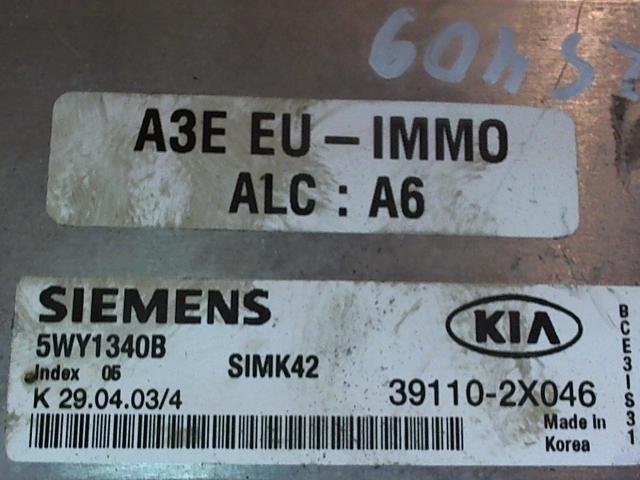 A3E EU – IMMO
ALC : A6
SIEMENS
5WY1340B
Index 05
SIMK42
K 29.04.03/4
KIA
39110-2X046
Made In
Korea
BCE3IS31